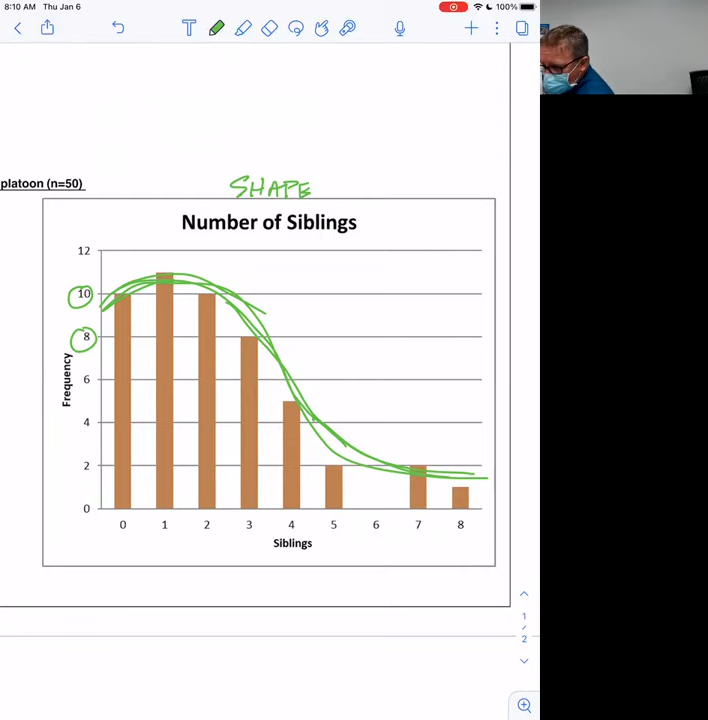 8:10 AM Thu Jan 6
100%
T
platoon (n=50)
SHAPE
Number of Siblings
12
10
8
6
4
2
0
Frequency
0 1 2 3 4 5 6 7 8
Siblings
1
/
2